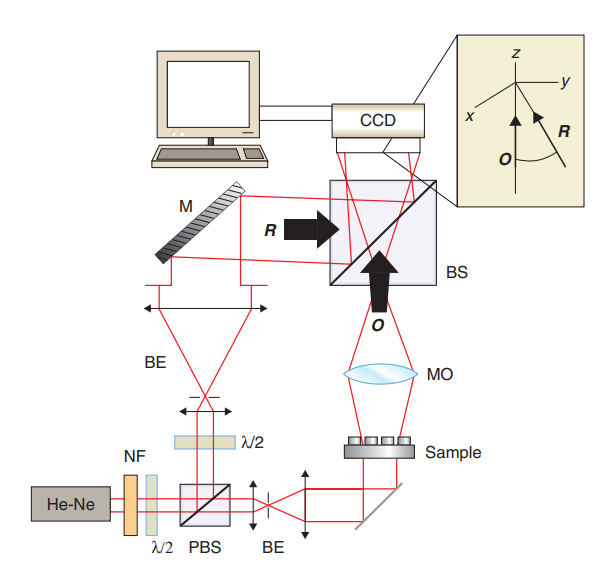 z
y
x
R
O
CCD
M
R
BS
O
BE
MO
λ/2
Sample
NF
He-Ne
λ/2
PBS
BE